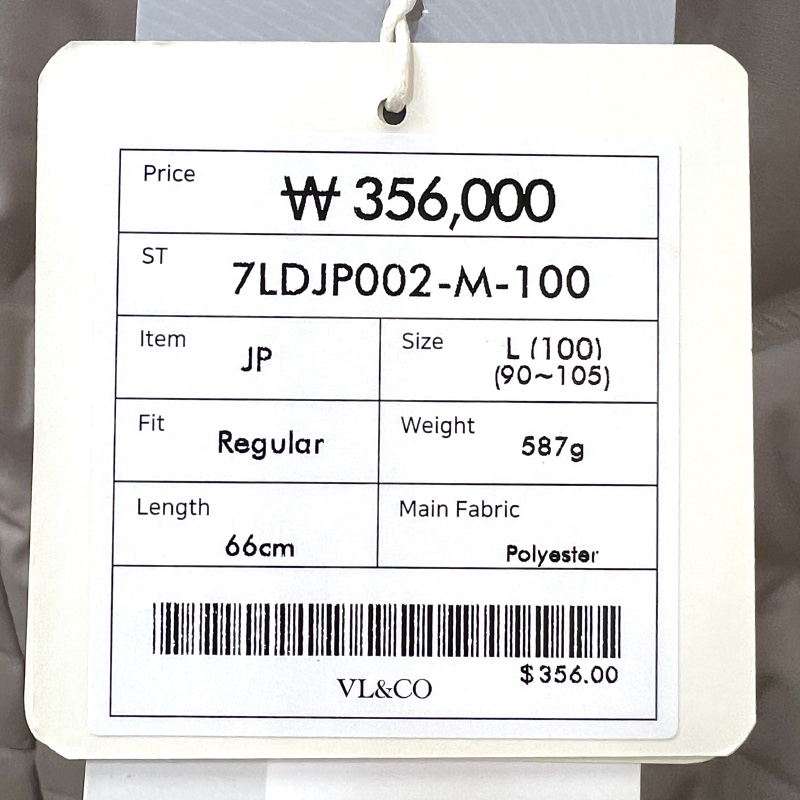 Price
₩ 356,000
ST
7LDJP002-M-100
Item
JP
Size
L (100)
(90~105)
Fit
Regular
Weight
587g
Length
66cm
Main Fabric
Polyester
$356.00
VL&CO